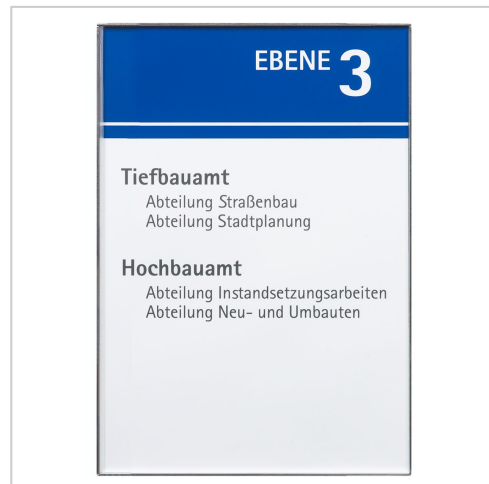 EBENE 3
Tiefbauamt
Abteilung Straßenbau
Abteilung Stadtplanung
Hochbauamt
Abteilung Instandsetzungsarbeiten
Abteilung Neu- und Umbauten